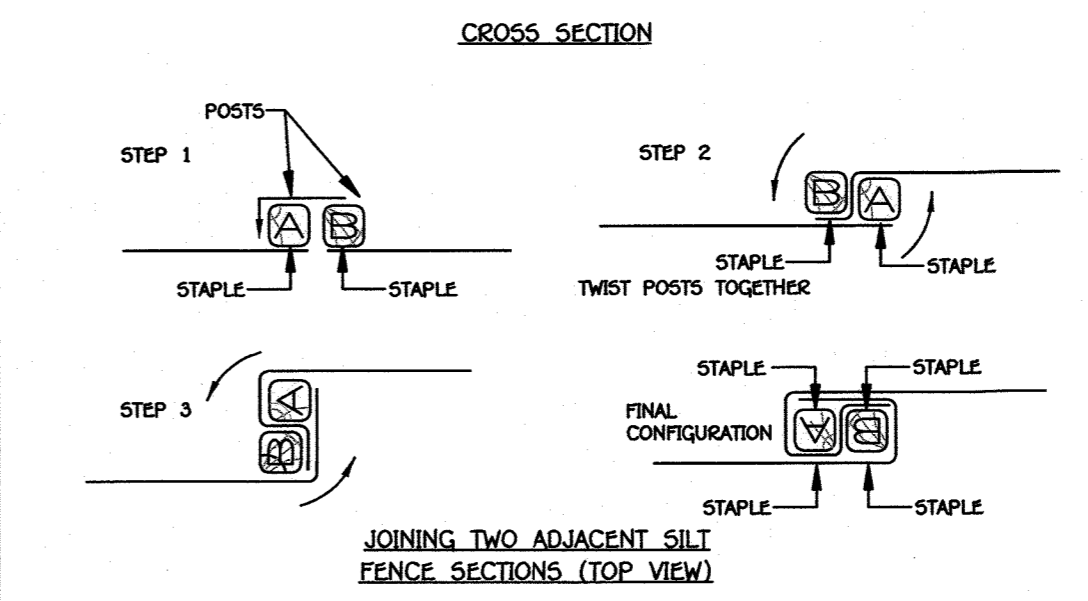 CROSS SECTION
POSTS
STEP 1
A B
STAPLE STAPLE
STEP 2
B A
STAPLE STAPLE
TWIST POSTS TOGETHER
STEP 3
A
B
STAPLE STAPLE
FINAL
CONFIGURATION
A B
STAPLE STAPLE
JOINING TWO ADJACENT SILT
FENCE SECTIONS (TOP VIEW)